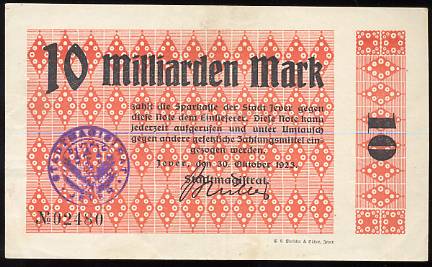 10 Milliarden Mark
zahlt die Sparkasse der Stadt Jever gegen
diese Note dem Einlieferer. Diese Note kann
jederzeit aufgerufen und unter Umtausch
gegen andere gesetzliche Zahlungsmittel ein-
gezogen werden.
Jever, den 30. Oktober 1923.
Stadtmagistrat
10
STADTMAGISTRAT
№ 02480